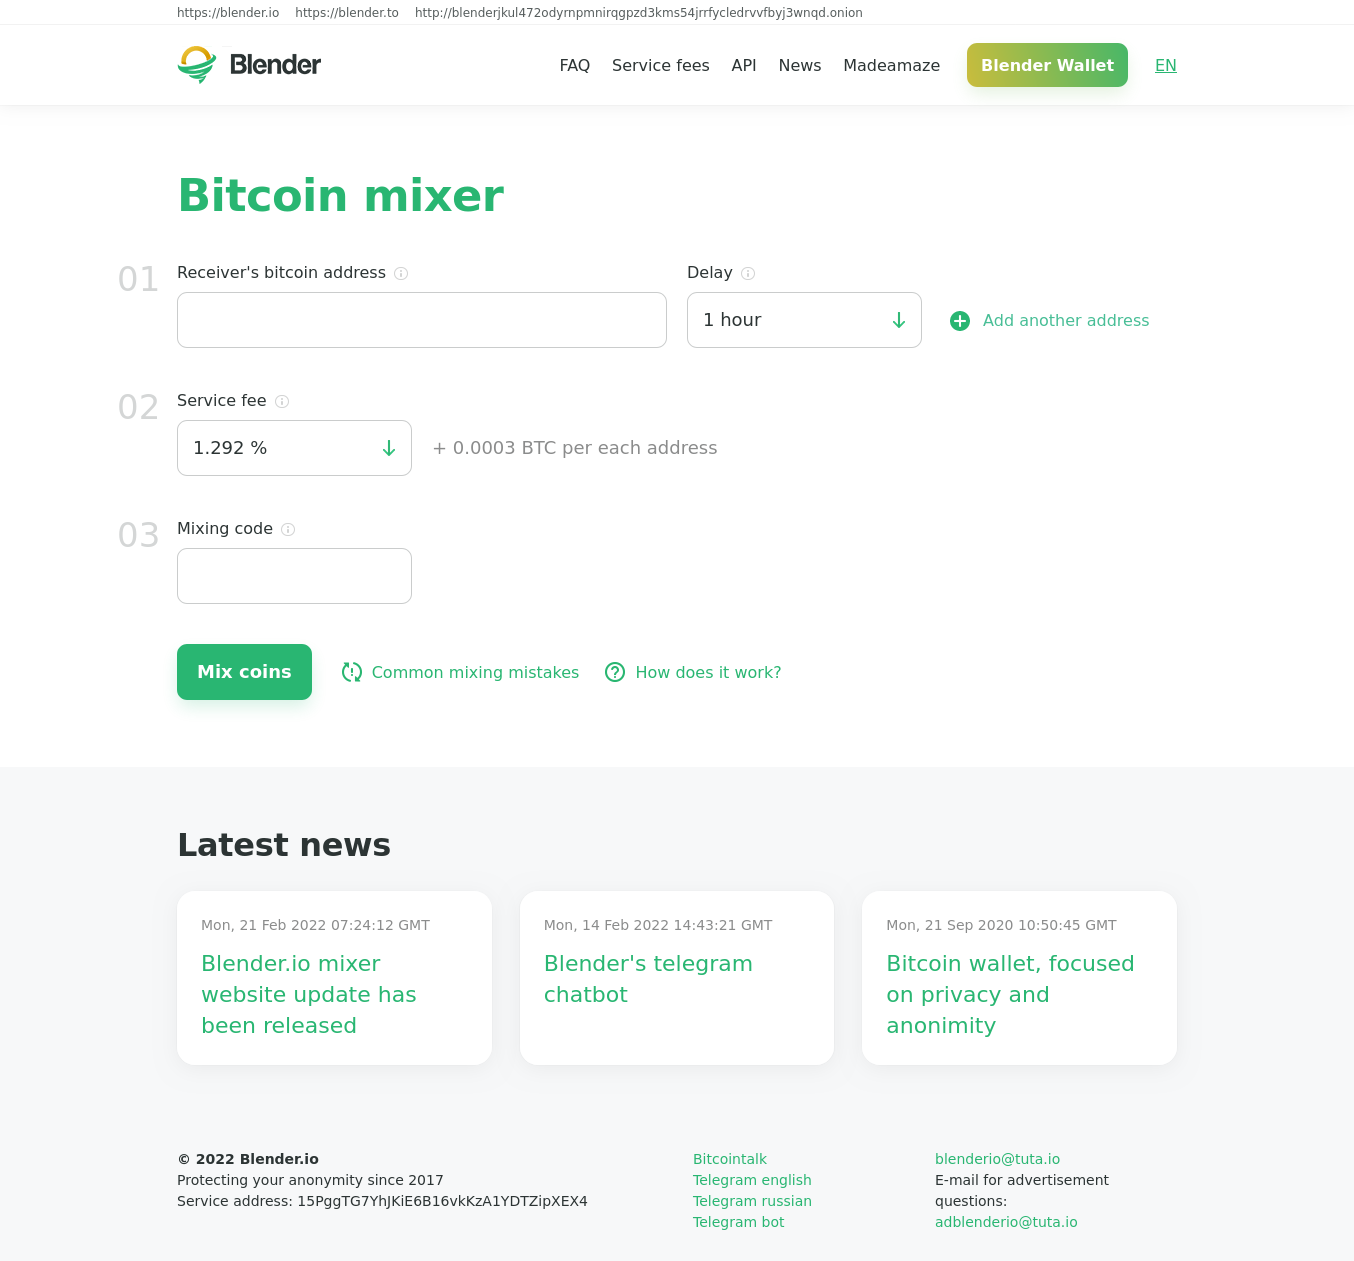 https://blender.io https://blender.to http://blenderjkul472odyrnpmnirqgpzd3kms54jrrfycledrvvfbyj3wnqd.onion
Blender FAQ Service fees API News Madeamaze Blender Wallet EN
Bitcoin mixer
01 Receiver's bitcoin address Delay
1 hour Add another address
02 Service fee
1.292 % + 0.0003 BTC per each address
03 Mixing code
Mix coins Common mixing mistakes How does it work?
Latest news
Mon, 21 Feb 2022 07:24:12 GMT
Blender.io mixer
website update has
been released
Mon, 14 Feb 2022 14:43:21 GMT
Blender's telegram
chatbot
Mon, 21 Sep 2020 10:50:45 GMT
Bitcoin wallet, focused
on privacy and
anonimity
© 2022 Blender.io
Protecting your anonymity since 2017
Service address: 15PggTG7YhJKiE6B16vkKzA1YDTZipXEX4
Bitcointalk
Telegram english
Telegram russian
Telegram bot
blenderio@tuta.io
E-mail for advertisement
questions:
adblenderio@tuta.io